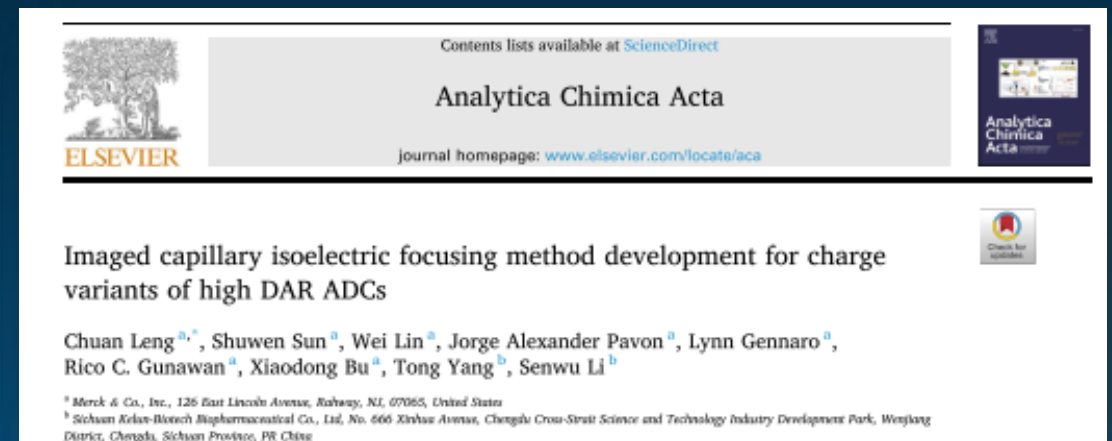 Contents lists available at ScienceDirect
Analytica Chimica Acta
journal homepage: www.elsevier.com/locate/aca
ELSEVIER
Analytica
Chimica
Acta
Check for
updates
Imaged capillary isoelectric focusing method development for charge
variants of high DAR ADCs
Chuan Leng a,*, Shuwen Sun a, Wei Lin a, Jorge Alexander Pavon a, Lynn Gennaro a,
Rico C. Gunawan a, Xiaodong Bu a, Tong Yang b, Senwu Li b
a Merck & Co., Inc., 126 East Lincoln Avenue, Rahway, NJ, 07065, United States
b Sichuan Kelun-Biotech Biopharmaceutical Co., Ltd, No. 666 Xinhua Avenue, Chengdu Cross-Strait Science and Technology Industry Development Park, Wenjiang
District, Chengdu, Sichuan Province, PR China